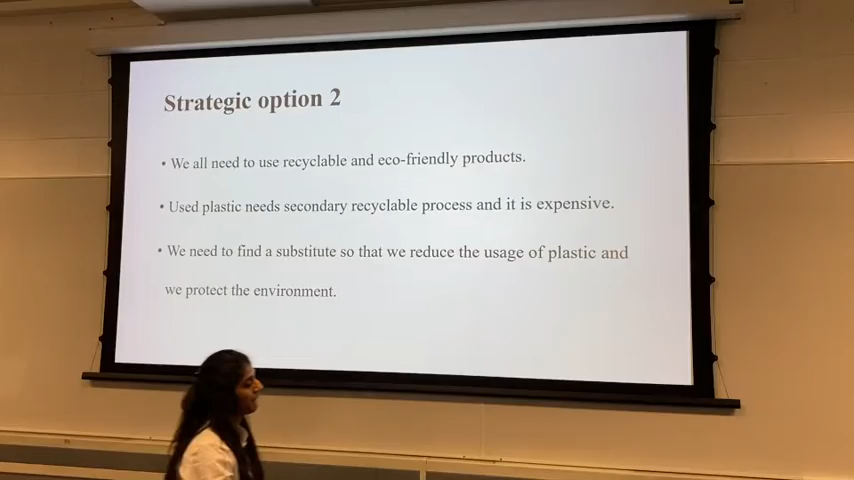 Strategic option 2
• We all need to use recyclable and eco-friendly products.
• Used plastic needs secondary recyclable process and it is expensive.
• We need to find a substitute so that we reduce the usage of plastic and
we protect the environment.